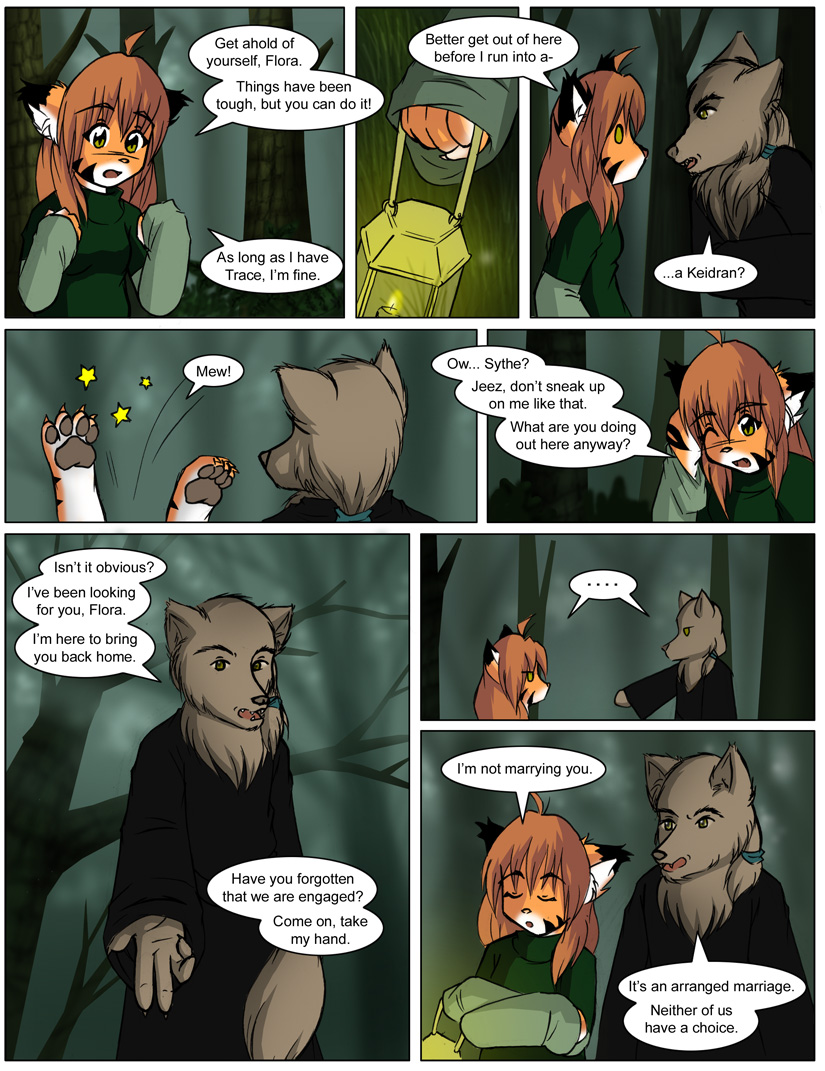 Get ahold of
yourself, Flora.
Things have been
tough, but you can do it!
As long as I have
Trace, I'm fine.
Better get out of here
before I run into a-
...a Keidran?
Mew!
Ow... Sythe?
Jeez, don't sneak up
on me like that.
What are you doing
out here anyway?
Isn't it obvious?
I've been looking
for you, Flora.
I'm here to bring
you back home.
Have you forgotten
that we are engaged?
Come on, take
my hand.
....
I'm not marrying you.
It's an arranged marriage.
Neither of us
have a choice.